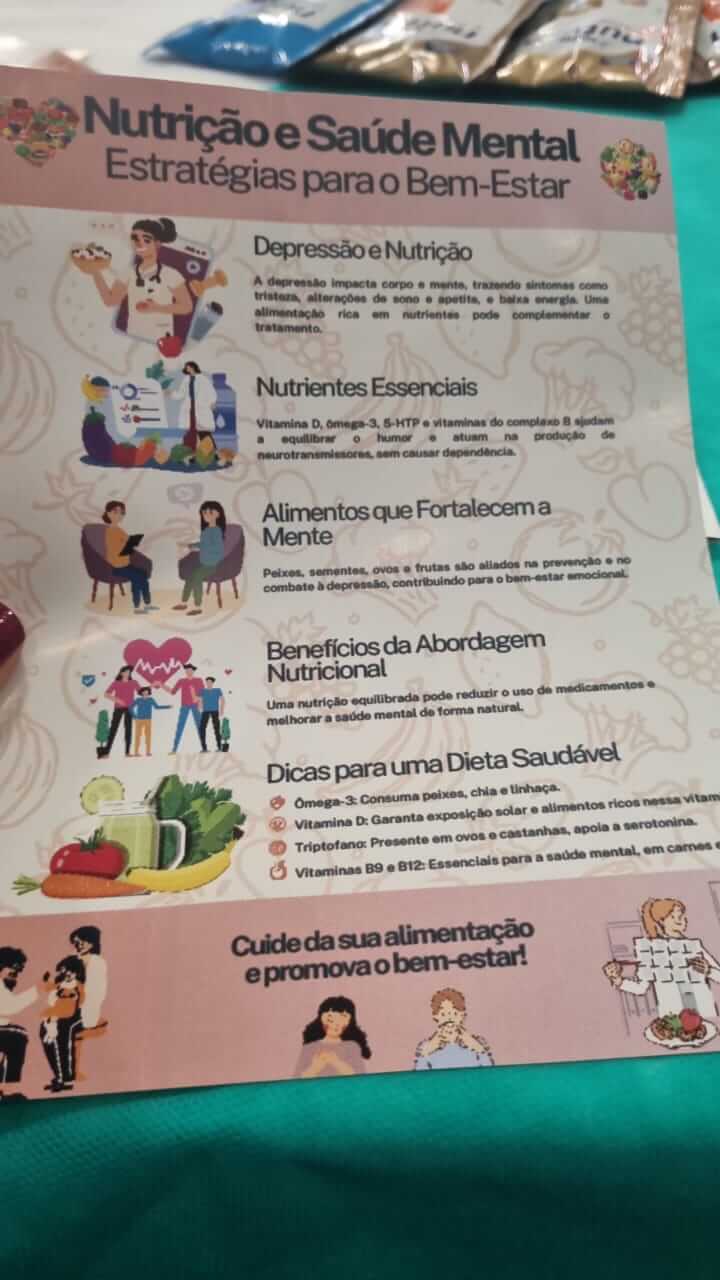 Nutrição e Saúde Mental
Estratégias para o Bem-Estar
Depressão e Nutrição
A depressão impacta corpo e mente, trazendo sintomas como
tristeza, alterações de sono e apetite, e baixa energia. Uma
alimentação rica em nutrientes pode complementar o
tratamento.
Nutrientes Essenciais
Vitamina D, ômega-3, 5-HTP e vitaminas do complexo B ajudam
a equilibrar o humor e atuam na produção de
neurotransmissores, sem causar dependência.
Alimentos que Fortalecem a
Mente
Peixes, sementes, ovos e frutas são aliados na prevenção e no
combate à depressão, contribuindo para o bem-estar emocional.
Benefícios da Abordagem
Nutricional
Uma nutrição equilibrada pode reduzir o uso de medicamentos e
melhorar a saúde mental de forma natural.
Dicas para uma Dieta Saudável
Ômega-3: Consuma peixes, chia e linhaça.
Vitamina D: Garanta exposição solar e alimentos ricos nessa vitam
Triptofano: Presente em ovos e castanhas, apoia a serotonina.
Vitaminas B9 e B12: Essenciais para a saúde mental, em carnes e
Cuide da sua alimentação
e promova o bem-estar!